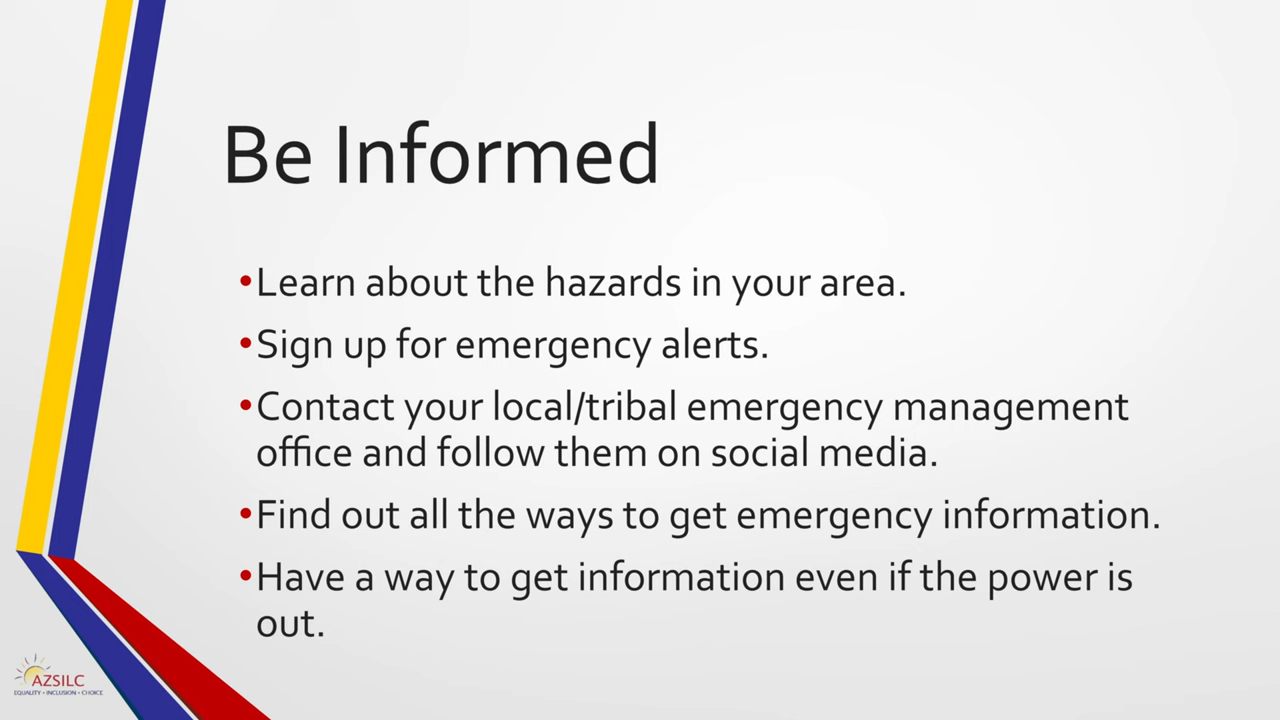 Be Informed
•Learn about the hazards in your area.
•Sign up for emergency alerts.
•Contact your local/tribal emergency management
office and follow them on social media.
•Find out all the ways to get emergency information.
•Have a way to get information even if the power is
out.
AZSILC
EQUALITY • INCLUSION • CHOICE